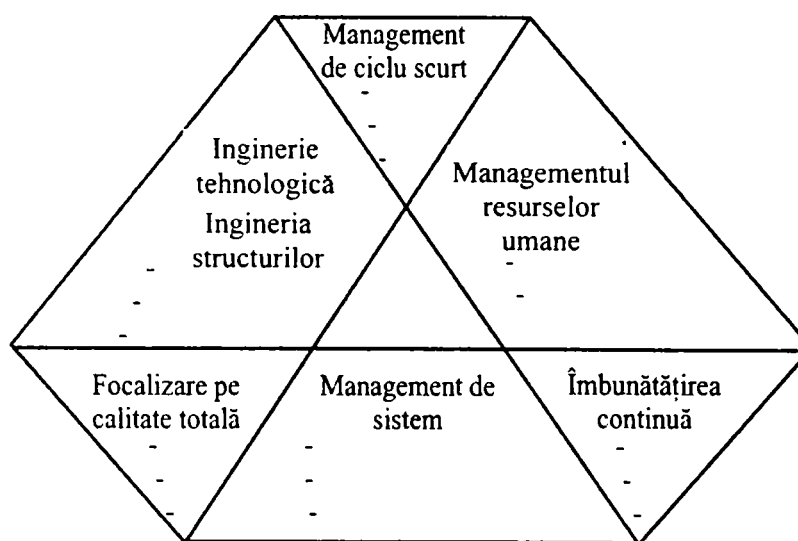 Management
de ciclu scurt
-
-
-
Inginerie
tehnologică
Ingineria
structurilor
-
-
-
Managementul
resurselor
umane
-
-
Focalizare pe
calitate totală
-
-
-
Management de
sistem
-
-
-
Îmbunătățirea
continuă
-
-
-